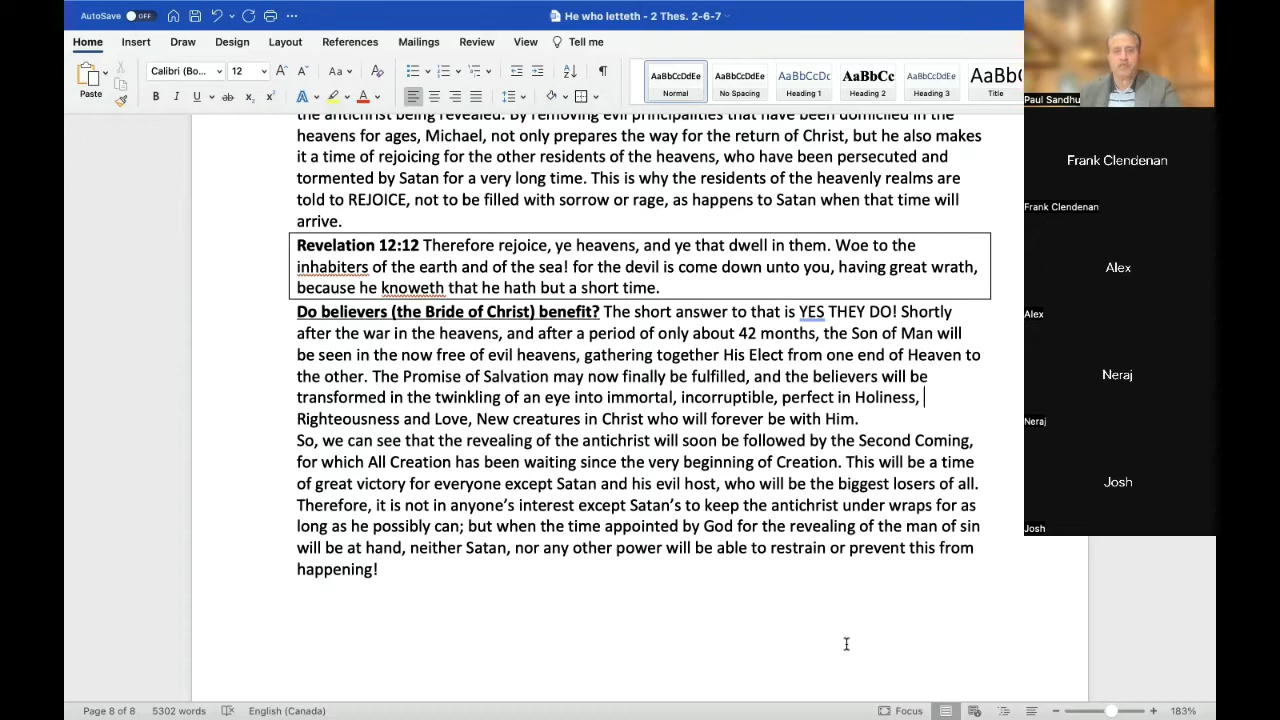 AutoSave OFF
He who letteth - 2 Thes. 2-6-7
Home Insert Draw Design Layout References Mailings Review View Tell me
Paste
Calibri (Bo... 12
AaBbCcDdEe Normal
AaBbCcDdEe No Spacing
AaBbCcDc Heading 1
AaBbCc Heading 2
AaBbCcDdEe Heading 3
AaBb Title
the antichrist being revealed. By removing evil principalities that have been domiciled in the
heavens for ages, Michael, not only prepares the way for the return of Christ, but he also makes
it a time of rejoicing for the other residents of the heavens, who have been persecuted and
tormented by Satan for a very long time. This is why the residents of the heavenly realms are
told to REJOICE, not to be filled with sorrow or rage, as happens to Satan when that time will
arrive.
Revelation 12:12 Therefore rejoice, ye heavens, and ye that dwell in them. Woe to the
inhabiters of the earth and of the sea! for the devil is come down unto you, having great wrath,
because he knoweth that he hath but a short time.
Do believers (the Bride of Christ) benefit? The short answer to that is YES THEY DO! Shortly
after the war in the heavens, and after a period of only about 42 months, the Son of Man will
be seen in the now free of evil heavens, gathering together His Elect from one end of Heaven to
the other. The Promise of Salvation may now finally be fulfilled, and the believers will be
transformed in the twinkling of an eye into immortal, incorruptible, perfect in Holiness,
Righteousness and Love, New creatures in Christ who will forever be with Him.
So, we can see that the revealing of the antichrist will soon be followed by the Second Coming,
for which All Creation has been waiting since the very beginning of Creation. This will be a time
of great victory for everyone except Satan and his evil host, who will be the biggest losers of all.
Therefore, it is not in anyone's interest except Satan's to keep the antichrist under wraps for as
long as he possibly can; but when the time appointed by God for the revealing of the man of sin
will be at hand, neither Satan, nor any other power will be able to restrain or prevent this from
happening!
Page 8 of 8 5302 words English (Canada) Focus 183%
Paul Sandhu
Frank Clendenan
Frank Clendenan
Alex
Alex
Neraj
Neraj
Josh
Josh